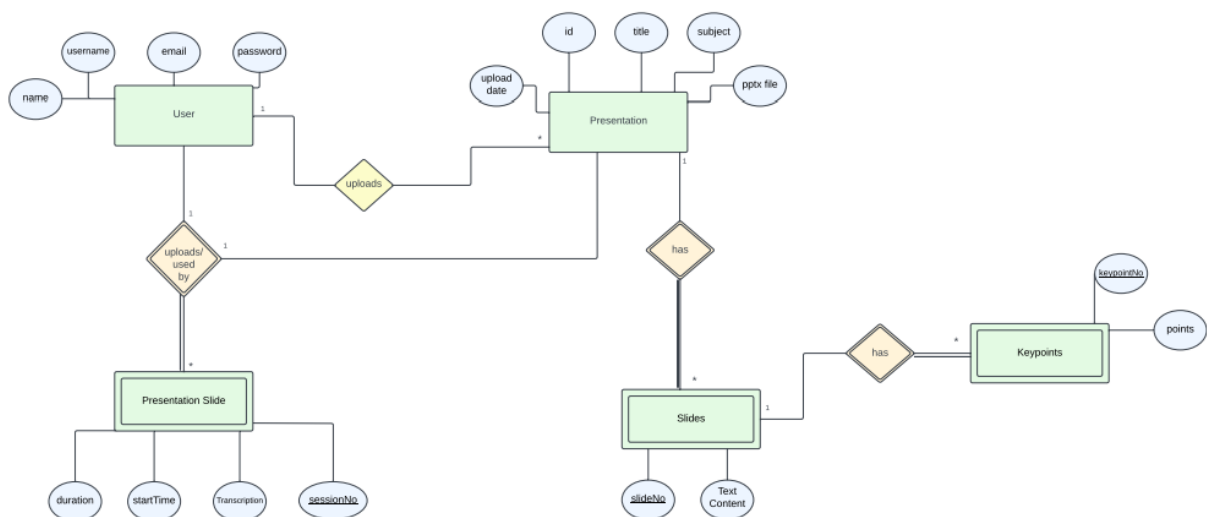 id
title
subject
username
email
password
upload
date
pptx file
name
User
1
Presentation
*
uploads
1
1
uploads/
used
by
1
has
keypointNo
points
*
has
Keypoints
*
Presentation Slide
*
Slides
1
duration
startTime
Transcription
sessionNo
slideNo
Text
Content